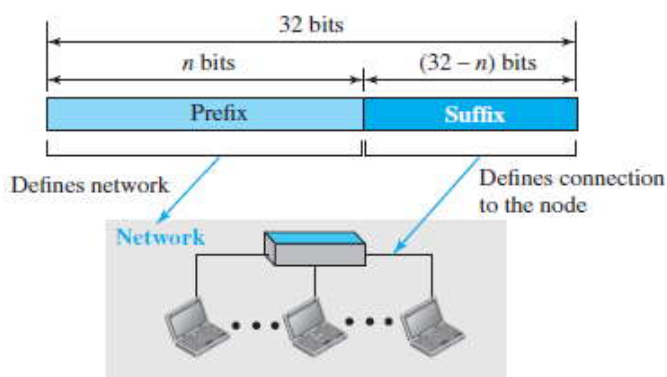 32 bits
n bits
(32 – n) bits
Prefix
Suffix
Defines network
Defines connection
to the node
Network